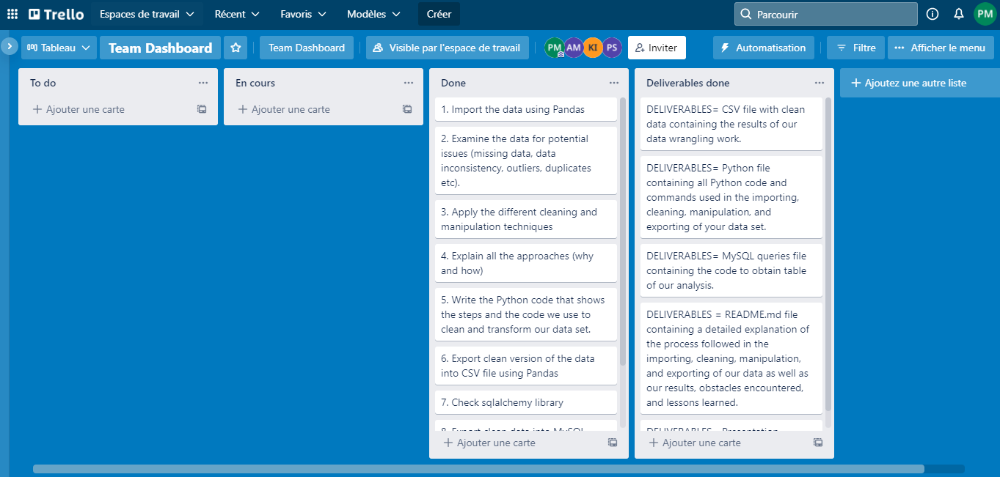 Trello
Espaces de travail
Récent
Favoris
Modèles
Créer
Parcourir
PM
Tableau
Team Dashboard
Team Dashboard
Visible par l'espace de travail
PM
AM
KI
PS
Inviter
Automatisation
Filtre
Afficher le menu
To do
Ajouter une carte
En cours
Ajouter une carte
Done
1. Import the data using Pandas
2. Examine the data for potential
issues (missing data, data
inconsistency, outliers, duplicates
etc).
3. Apply the different cleaning and
manipulation techniques
4. Explain all the approaches (why
and how)
5. Write the Python code that shows
the steps and the code we use to
clean and transform our data set.
6. Export clean version of the data
into CSV file using Pandas
7. Check sqlalchemy library
8. Export clean data into MySQL
Ajouter une carte
Deliverables done
DELIVERABLES= CSV file with clean
data containing the results of our
data wrangling work.
DELIVERABLES= Python file
containing all Python code and
commands used in the importing,
cleaning, manipulation, and
exporting of your data set.
DELIVERABLES= MySQL queries file
containing the code to obtain table
of our analysis.
DELIVERABLES = README.md file
containing a detailed explanation of
the process followed in the
importing, cleaning, manipulation,
and exporting of our data as well as
our results, obstacles encountered,
and lessons learned.
DELIVERABLES= Presentation
Ajouter une carte
Ajoutez une autre liste